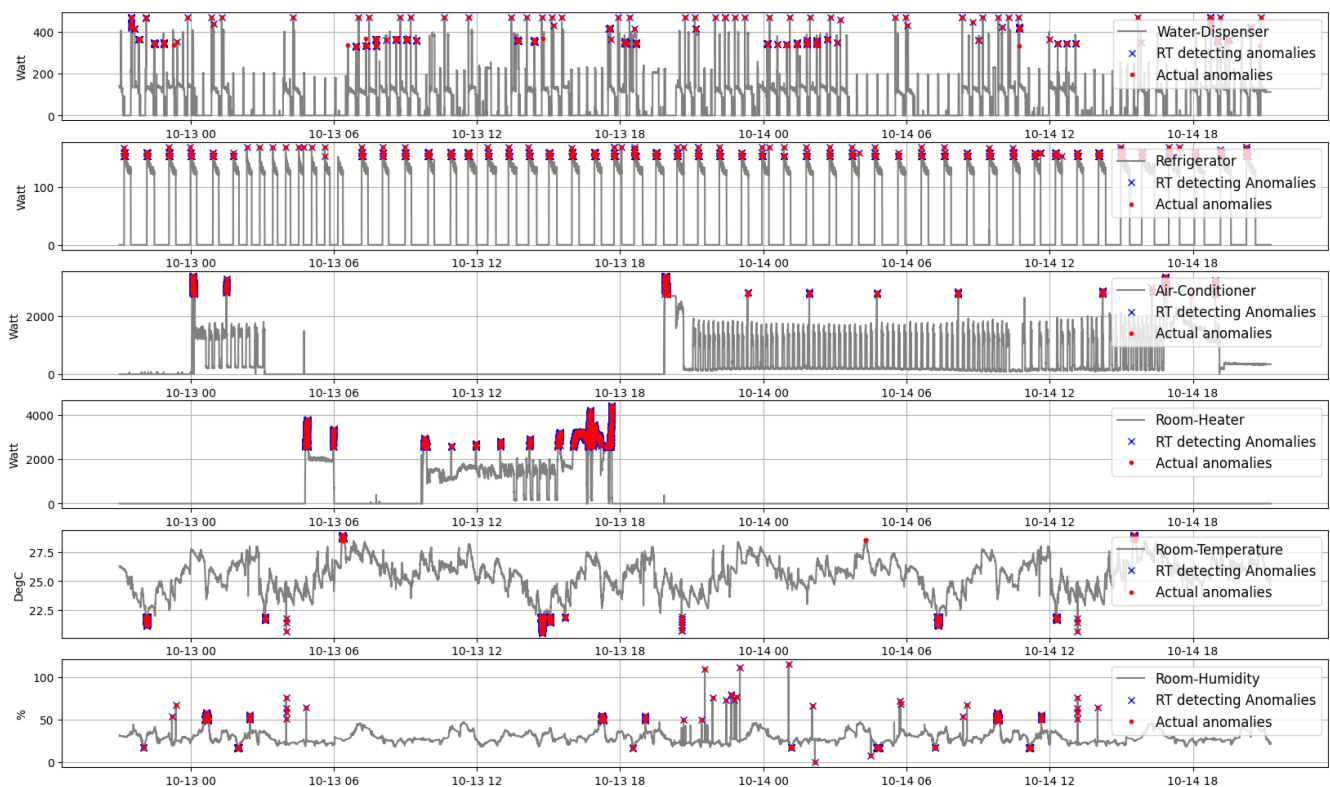 400
200
0
Watt
Water-Dispenser
RT detecting anomalies
Actual anomalies
10-13 00 10-13 06 10-13 12 10-13 18 10-14 00 10-14 06 10-14 12 10-14 18
100
0
Watt
Refrigerator
RT detecting Anomalies
Actual anomalies
10-13 00 10-13 06 10-13 12 10-13 18 10-14 00 10-14 06 10-14 12 10-14 18
2000
0
Watt
Air-Conditioner
RT detecting Anomalies
Actual anomalies
10-13 00 10-13 06 10-13 12 10-13 18 10-14 00 10-14 06 10-14 12 10-14 18
4000
2000
0
Watt
Room-Heater
RT detecting Anomalies
Actual anomalies
10-13 00 10-13 06 10-13 12 10-13 18 10-14 00 10-14 06 10-14 12 10-14 18
27.5
25.0
22.5
DegC
Room-Temperature
RT detecting Anomalies
Actual anomalies
10-13 00 10-13 06 10-13 12 10-13 18 10-14 00 10-14 06 10-14 12 10-14 18
100
50
0
%
Room-Humidity
RT detecting Anomalies
Actual anomalies
10-13 00 10-13 06 10-13 12 10-13 18 10-14 00 10-14 06 10-14 12 10-14 18